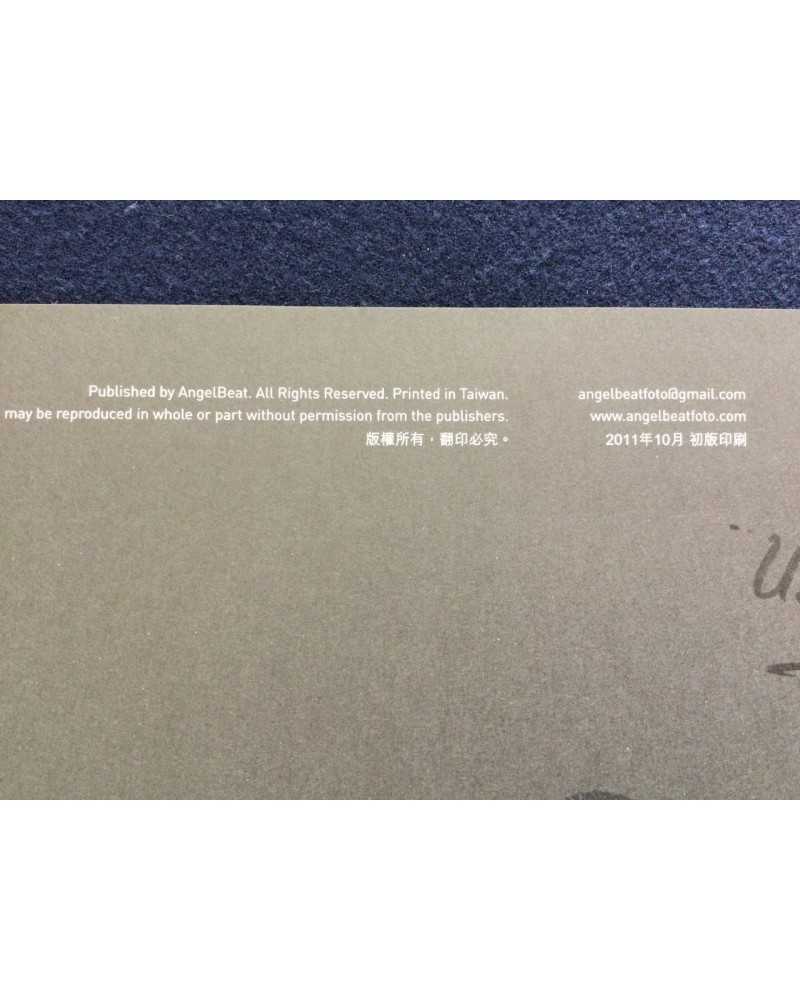 Published by AngelBeat. All Rights Reserved. Printed in Taiwan.
may be reproduced in whole or part without permission from the publishers.
版權所有，翻印必究。
angelbeatfoto@gmail.com
www.angelbeatfoto.com
2011年10月 初版印刷